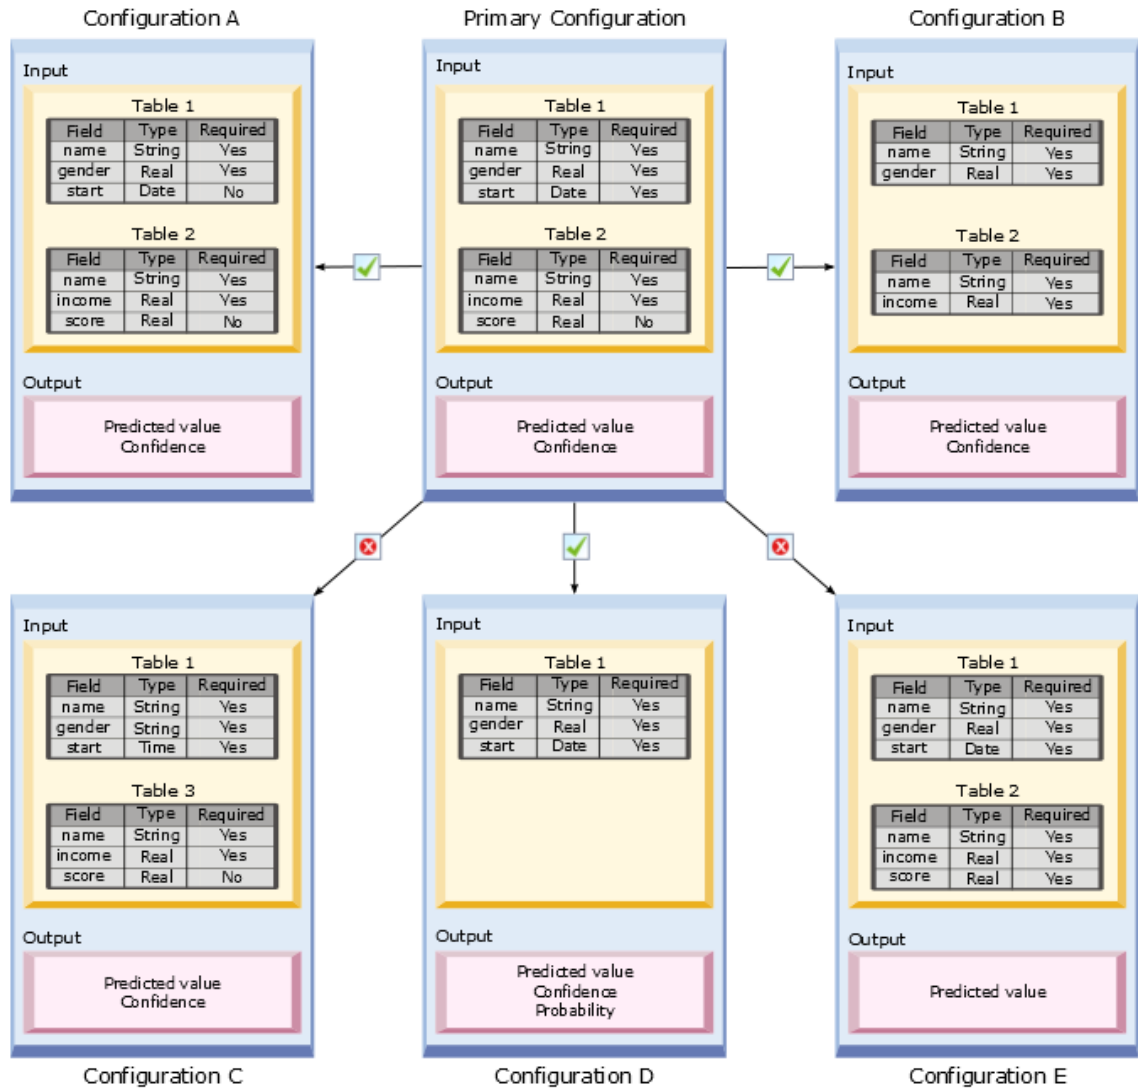 Configuration A
Primary Configuration
Configuration B
Input
Table 1
Field Type Required
name String Yes
gender Real Yes
start Date No
Table 2
Field Type Required
name String Yes
income Real Yes
score Real No
Output
Predicted value
Confidence
Input
Table 1
Field Type Required
name String Yes
gender Real Yes
start Date Yes
Table 2
Field Type Required
name String Yes
income Real Yes
score Real No
Output
Predicted value
Confidence
Input
Table 1
Field Type Required
name String Yes
gender Real Yes
Table 2
Field Type Required
name String Yes
income Real Yes
Output
Predicted value
Confidence
Input
Table 1
Field Type Required
name String Yes
gender String Yes
start Time Yes
Table 3
Field Type Required
name String Yes
income Real Yes
score Real No
Output
Predicted value
Confidence
Configuration C
Input
Table 1
Field Type Required
name String Yes
gender Real Yes
start Date Yes
Output
Predicted value
Confidence
Probability
Configuration D
Input
Table 1
Field Type Required
name String Yes
gender Real Yes
start Date Yes
Table 2
Field Type Required
name String Yes
income Real Yes
score Real Yes
Output
Predicted value
Configuration E